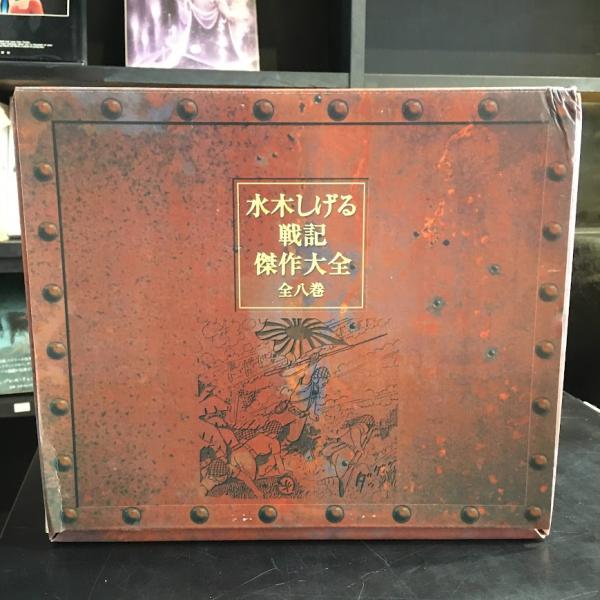 水木しげる
戦記
傑作大全
全八巻